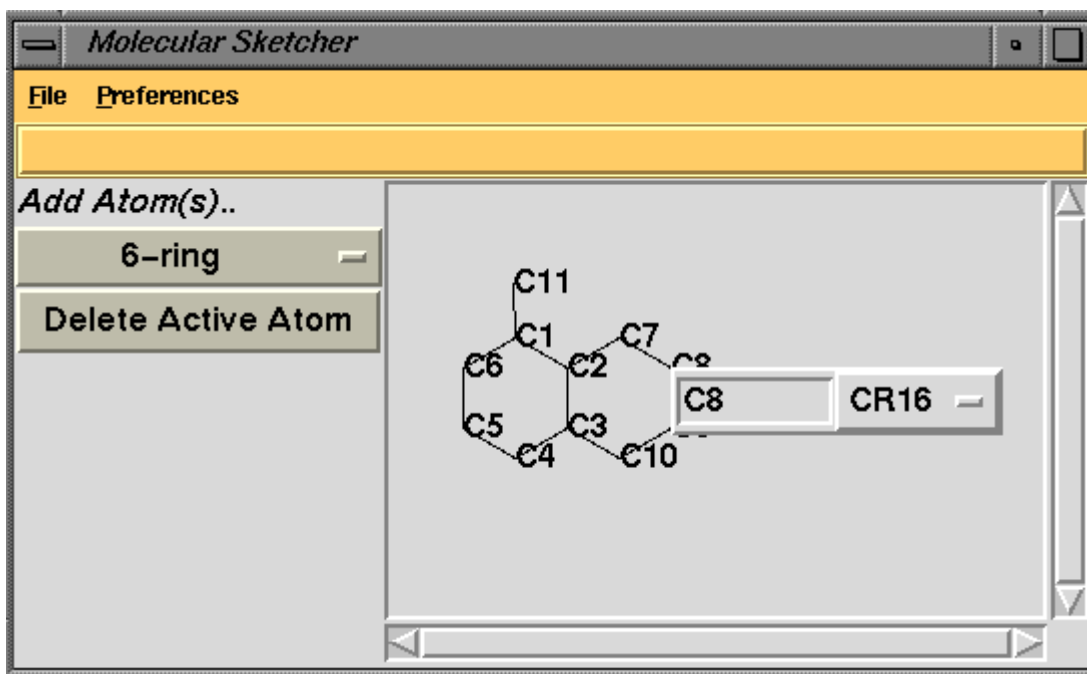 Molecular Sketcher
File Preferences
Add Atom(s)..
6-ring
Delete Active Atom
C11
C1 C7
C6 C2 C8
C8 CR16
C5 C3
C4 C10